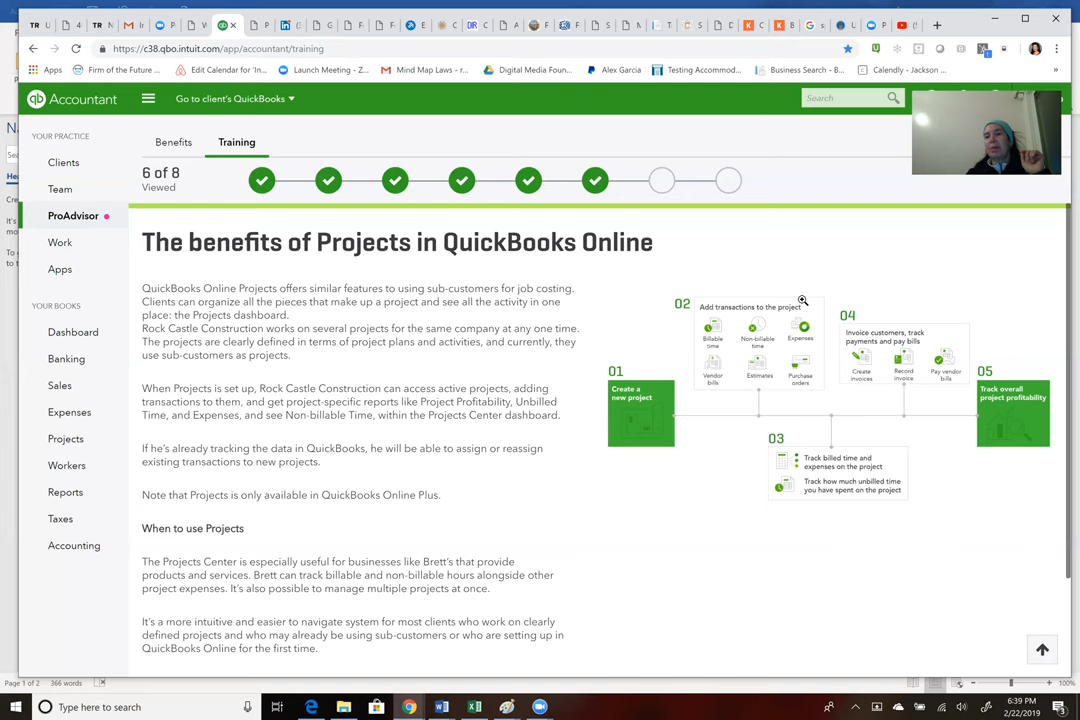 https://c38.qbo.intuit.com/app/accountant/training
Apps
Firm of the Future ...
Edit Calendar for 'In...
Launch Meeting - Z...
Mind Map Laws - r...
Digital Media Foun...
Alex Garcia
Testing Accommod...
Business Search - B...
Calendly - Jackson ...
qb Accountant
Go to client's QuickBooks
Search
YOUR PRACTICE
Clients
Team
ProAdvisor
Work
Apps
YOUR BOOKS
Dashboard
Banking
Sales
Expenses
Projects
Workers
Reports
Taxes
Accounting
Benefits
Training
6 of 8
Viewed
The benefits of Projects in QuickBooks Online
QuickBooks Online Projects offers similar features to using sub-customers for job costing.
Clients can organize all the pieces that make up a project and see all the activity in one
place: the Projects dashboard.
Rock Castle Construction works on several projects for the same company at any one time.
The projects are clearly defined in terms of project plans and activities, and currently, they
use sub-customers as projects.
When Projects is set up, Rock Castle Construction can access active projects, adding
transactions to them, and get project-specific reports like Project Profitability, Unbilled
Time, and Expenses, and see Non-billable Time, within the Projects Center dashboard.
If he's already tracking the data in QuickBooks, he will be able to assign or reassign
existing transactions to new projects.
Note that Projects is only available in QuickBooks Online Plus.
When to use Projects
The Projects Center is especially useful for businesses like Brett's that provide
products and services. Brett can track billable and non-billable hours alongside other
project expenses. It's also possible to manage multiple projects at once.
It's a more intuitive and easier to navigate system for most clients who work on clearly
defined projects and who may already be using sub-customers or who are setting up in
QuickBooks Online for the first time.
01
Create a
new project
02
Add transactions to the project
Billable
time
Non-billable
time
Expenses
Vendor
bills
Estimates
Purchase
orders
03
Track billed time and
expenses on the project
Track how much unbilled time
you have spent on the project
04
Invoice customers, track
payments and pay bills
Create
invoices
Record
invoice
Pay vendor
bills
05
Track overall
project profitability
Page 1 of 2
366 words
100%
Type here to search
6:39 PM
2/22/2019